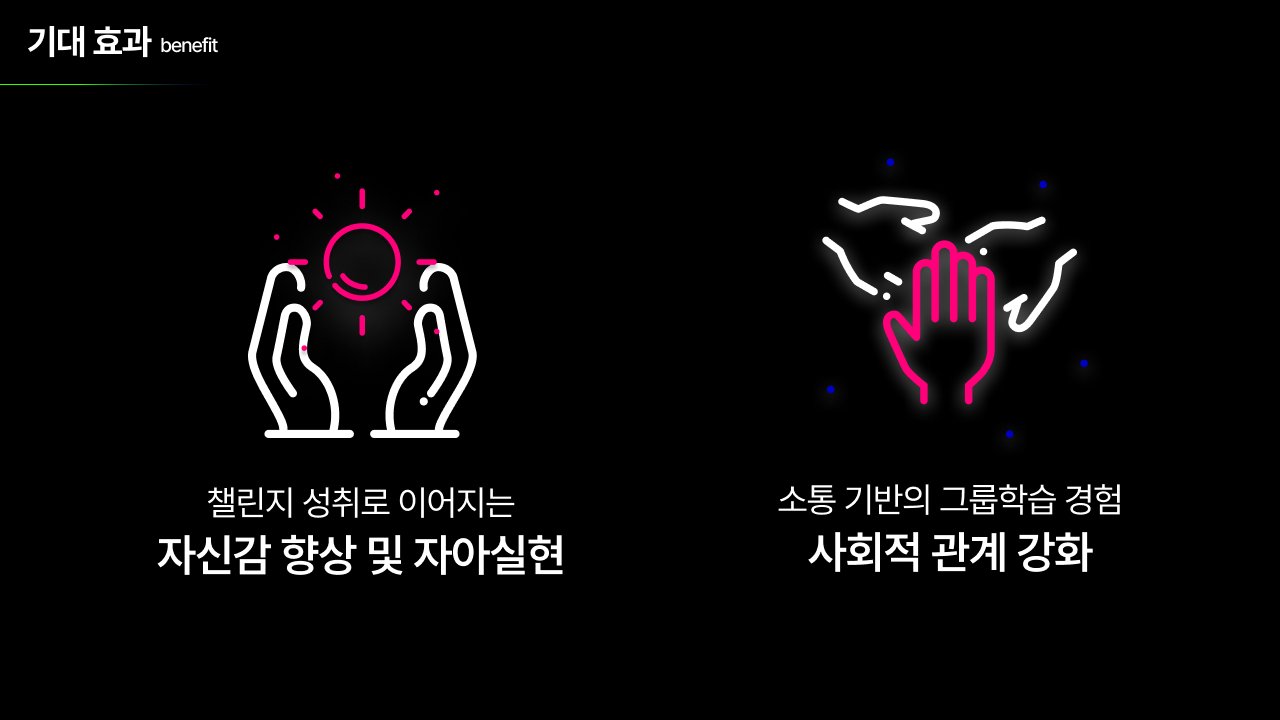 기대 효과 benefit
챌린지 성취로 이어지는
자신감 향상 및 자아실현
소통 기반의 그룹학습 경험
사회적 관계 강화